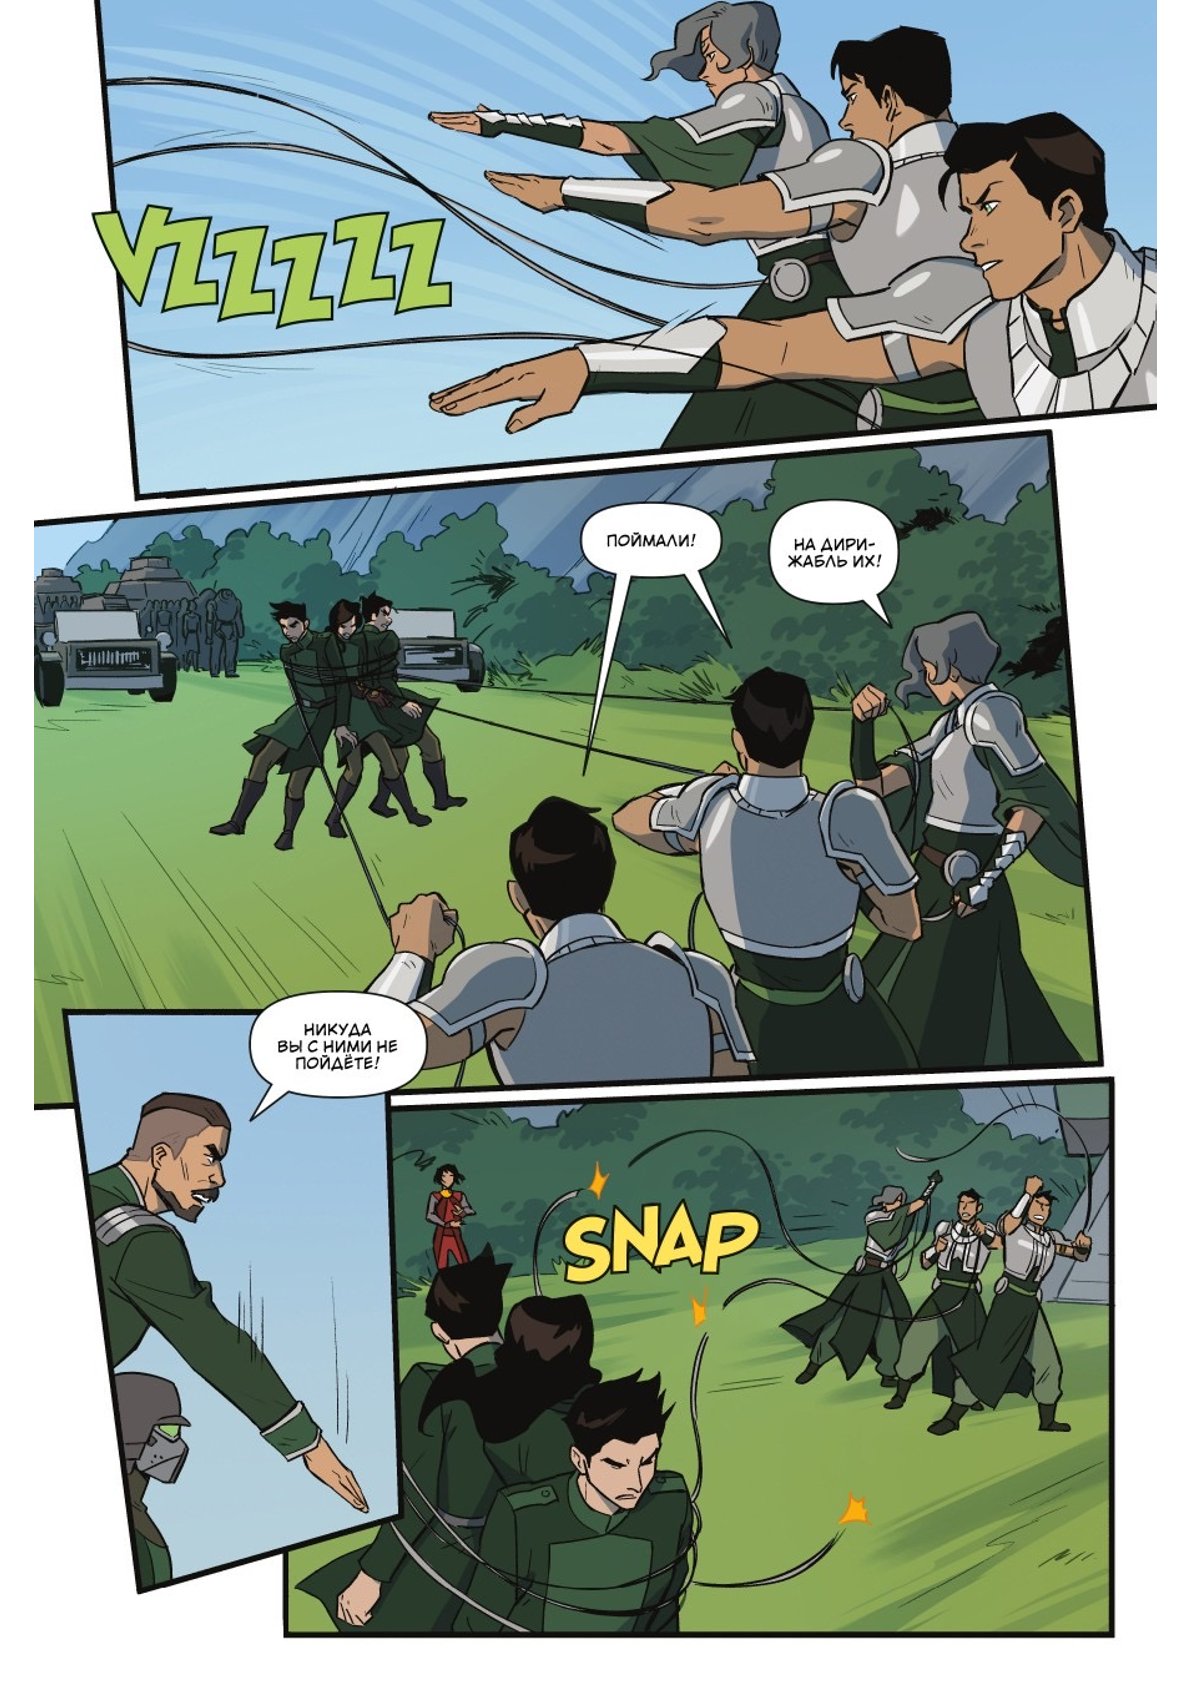 VZZZZZ
ПОЙМАЛИ!
НА ДИРИ-
ЖАБЛЬ ИХ!
НИКУДА
ВЫ С НИМИ НЕ
ПОЙДЁТЕ!
SNAP